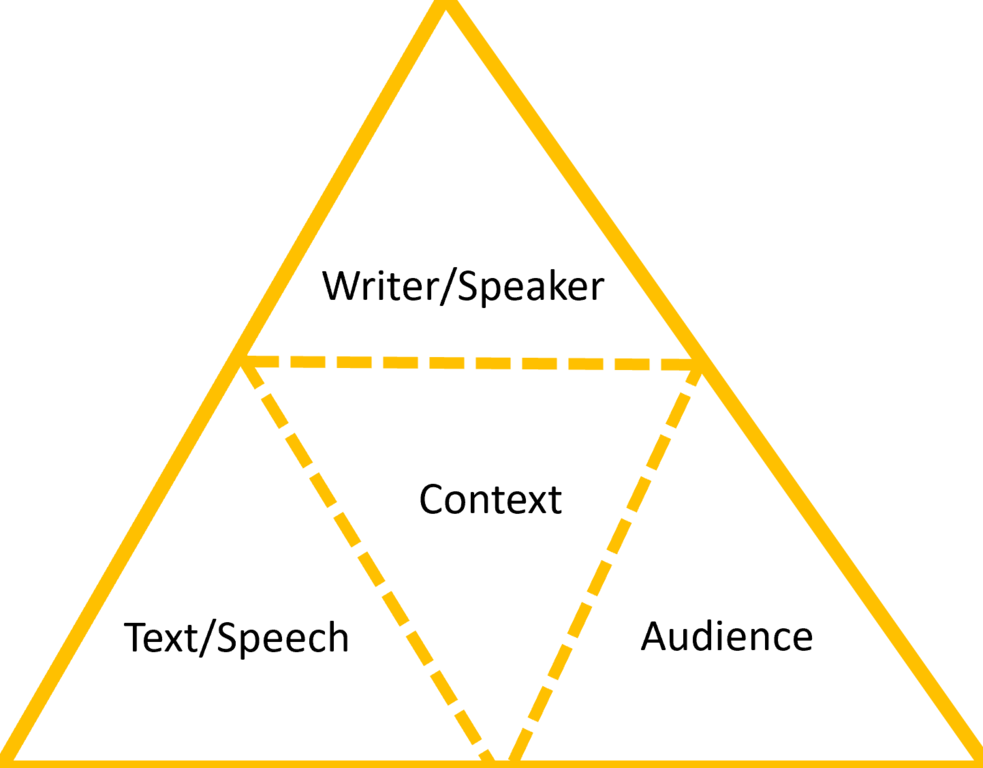 Writer/Speaker
Context
Text/Speech
Audience